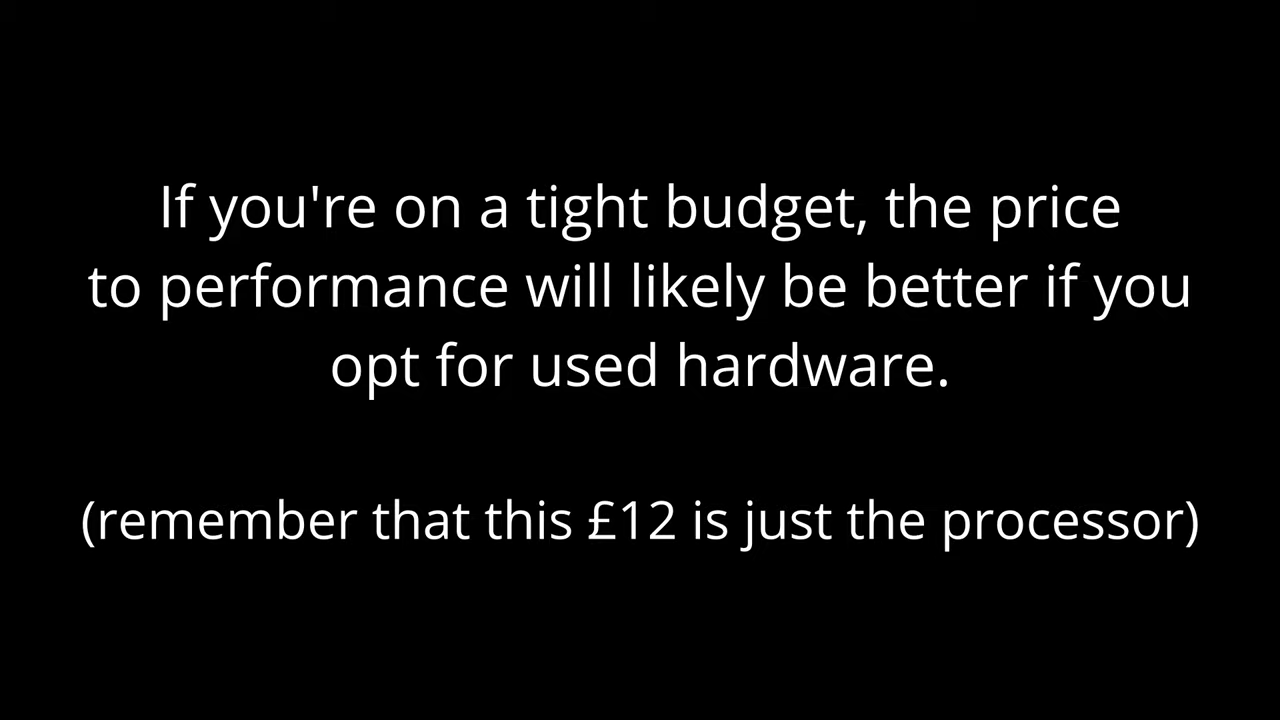 If you're on a tight budget, the price
to performance will likely be better if you
opt for used hardware.
(remember that this £12 is just the processor)